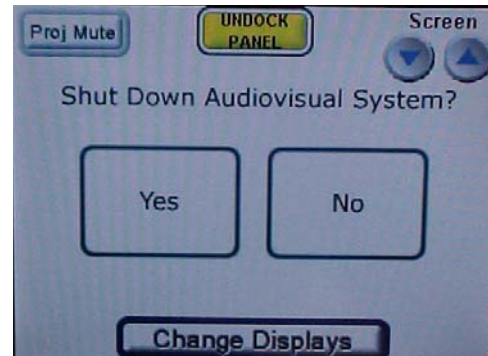 Proj Mute
UNDOCK
PANEL
Screen
Shut Down Audiovisual System?
Yes
No
Change Displays